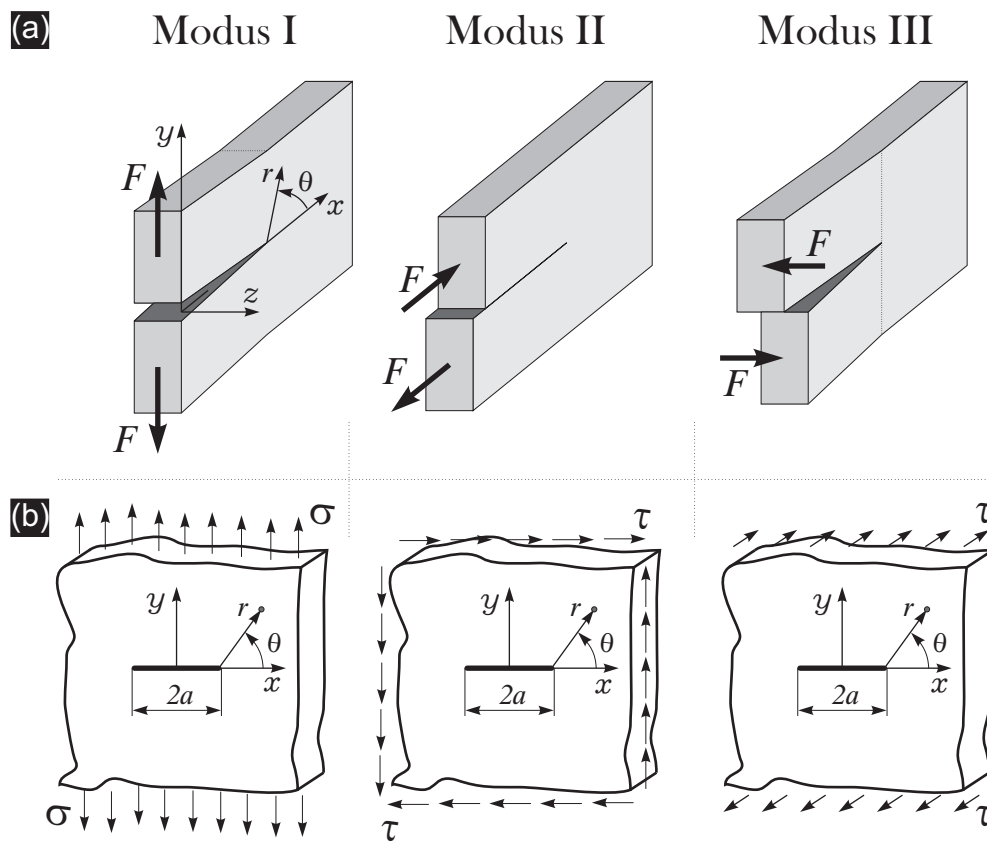 (a) Modus I Modus II Modus III
y
F r θ x
z
F
F
F
F
F
(b) σ τ τ
y r θ x
2a
y r θ x
2a
y r θ x
2a
σ τ τ